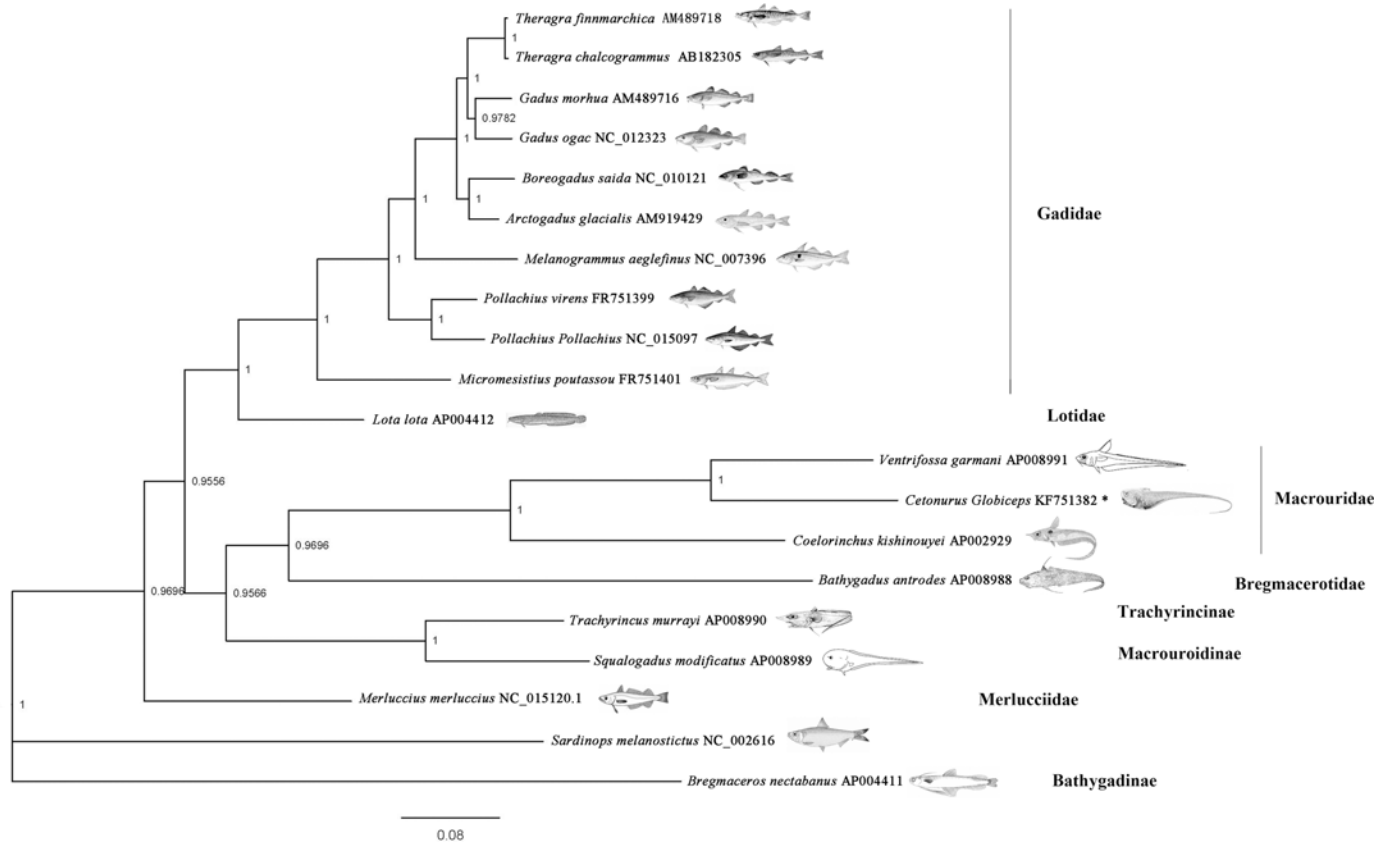 Theragra finnmarchica AM489718
1
Theragra chalcogrammus AB182305
1
Gadus morhua AM489716
0.9782
1
Gadus ogac NC_012323
Boreogadus saida NC_010121
1
1
Arctogadus glacialis AM919429
Gadidae
Melanogrammus aeglefinus NC_007396
1
Pollachius virens FR751399
1
1
Pollachius Pollachius NC_015097
Micromesistius poutassou FR751401
1
Lota lota AP004412
Lotidae
Ventrifossa garmani AP008991
0.9556
1
Cetonurus Globiceps KF751382 *
Macrouridae
1
Coelorinchus kishinouyei AP002929
0.9696
Bathygadus antrodes AP008988
Bregmacerotidae
0.9696
0.9566
Trachyrincus murrayi AP008990
Trachyrincinae
1
Squalogadus modificatus AP008989
Macrouroidinae
Merluccius merluccius NC_015120.1
Merlucciidae
1
Sardinops melanostictus NC_002616
Bregmaceros nectabanus AP004411
Bathygadinae
0.08